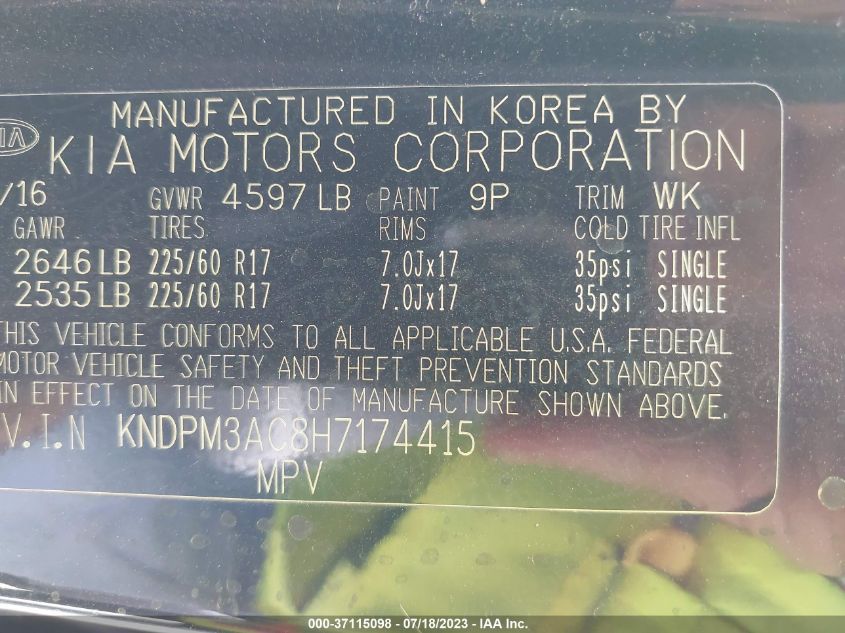 MANUFACTURED IN KOREA BY
KIA KIA MOTORS CORPORATION
/16 GVWR 4597 LB PAINT 9P TRIM WK
GAWR TIRES RIMS COLD TIRE INFL
2646 LB 225/60 R17 7.0Jx17 35psi SINGLE
2535 LB 225/60 R17 7.0Jx17 35psi SINGLE
THIS VEHICLE CONFORMS TO ALL APPLICABLE U.S.A. FEDERAL
MOTOR VEHICLE SAFETY AND THEFT PREVENTION STANDARDS
IN EFFECT ON THE DATE OF MANUFACTURE SHOWN ABOVE.
V.I.N KNDPM3AC8H7174415
MPV
000-37115098 - 07/18/2023 - IAA Inc.